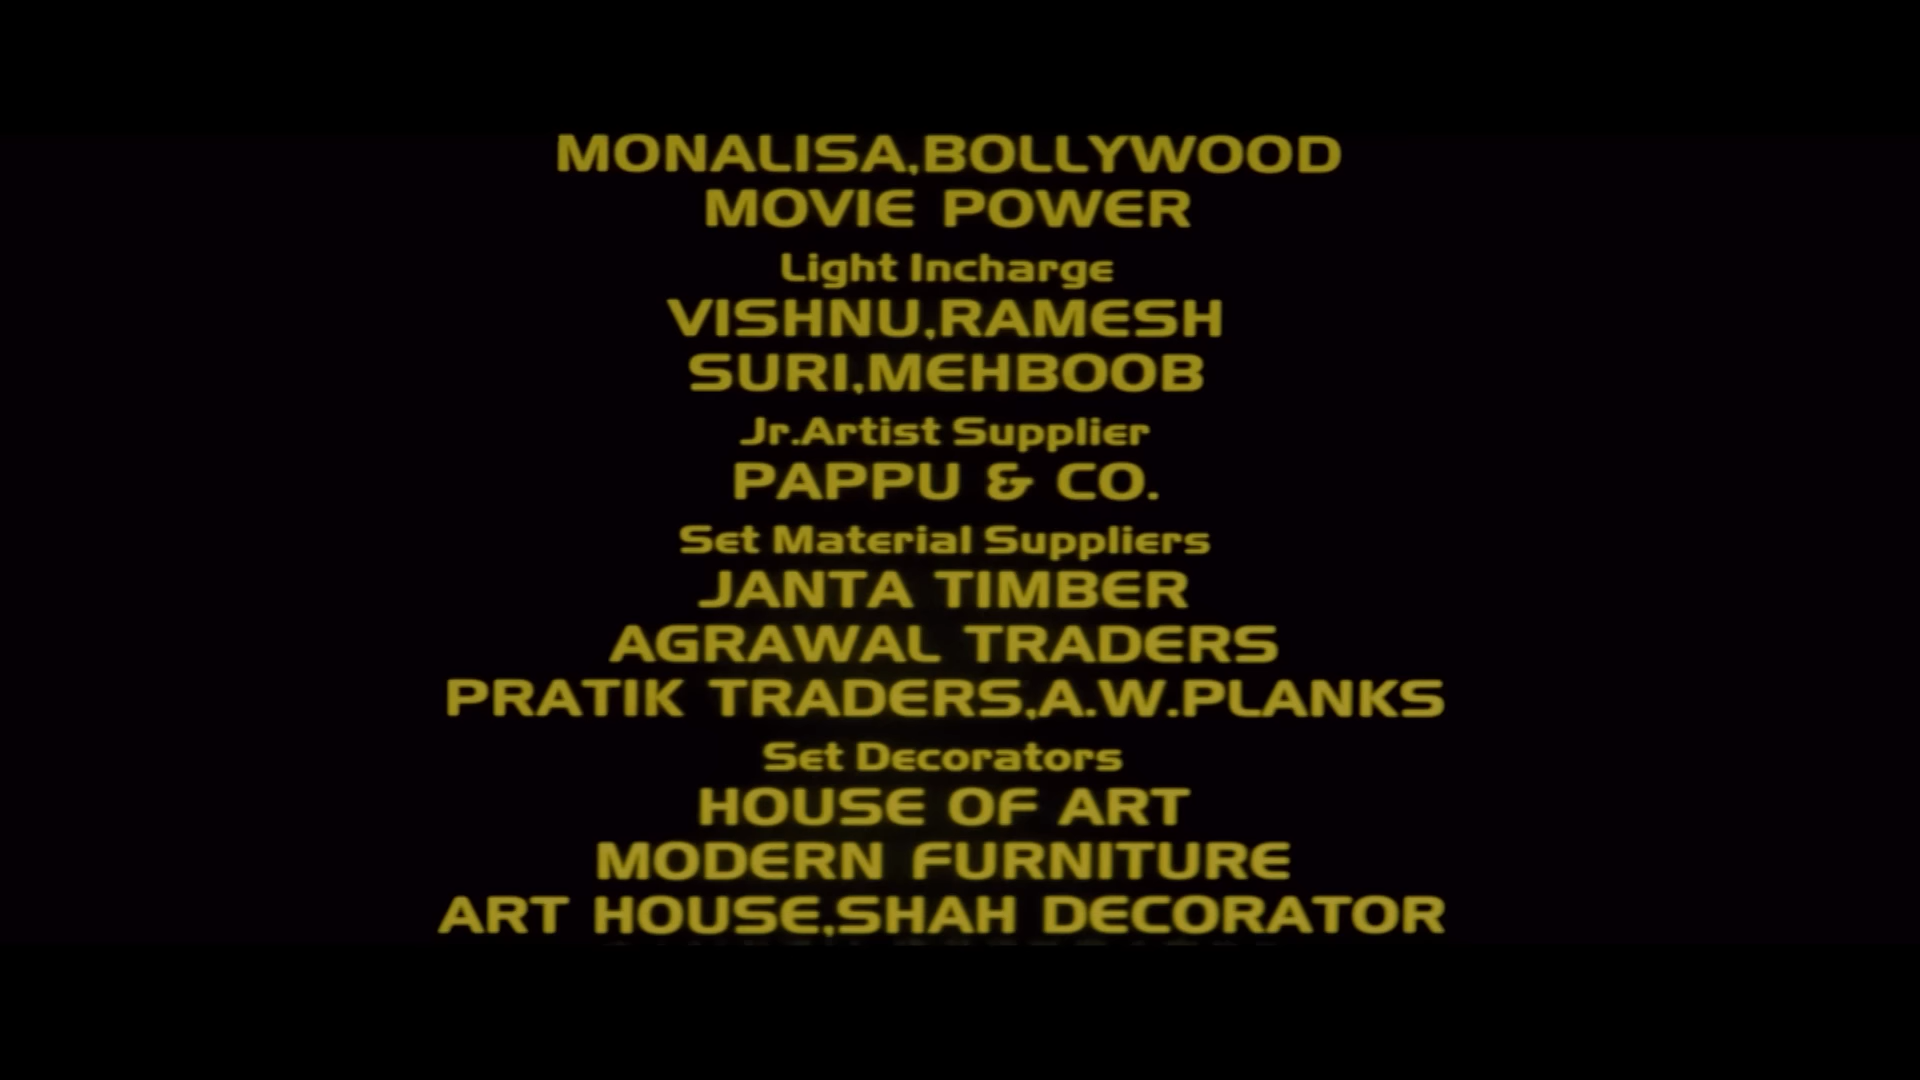 MONALISA,BOLLYWOOD
MOVIE POWER
Light Incharge
VISHNU,RAMESH
SURI,MEHBOOB
Jr.Artist Supplier
PAPPU & CO.
Set Material Suppliers
JANTA TIMBER
AGRAWAL TRADERS
PRATIK TRADERS,A.W.PLANKS
Set Decorators
HOUSE OF ART
MODERN FURNITURE
ART HOUSE,SHAH DECORATOR